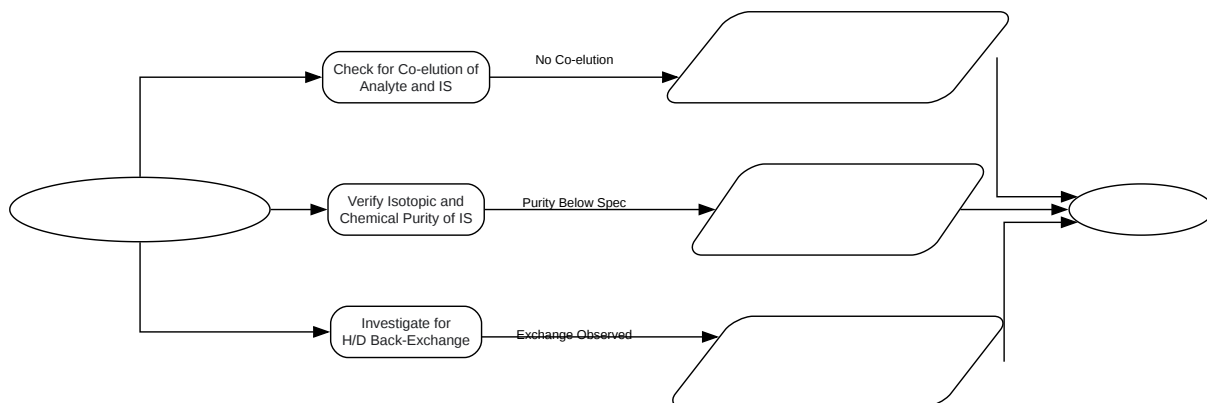 Check for Co-elution of
Analyte and IS
No Co-elution
Verify Isotopic and
Chemical Purity of IS
Purity Below Spec
Investigate for
H/D Back-Exchange
Exchange Observed